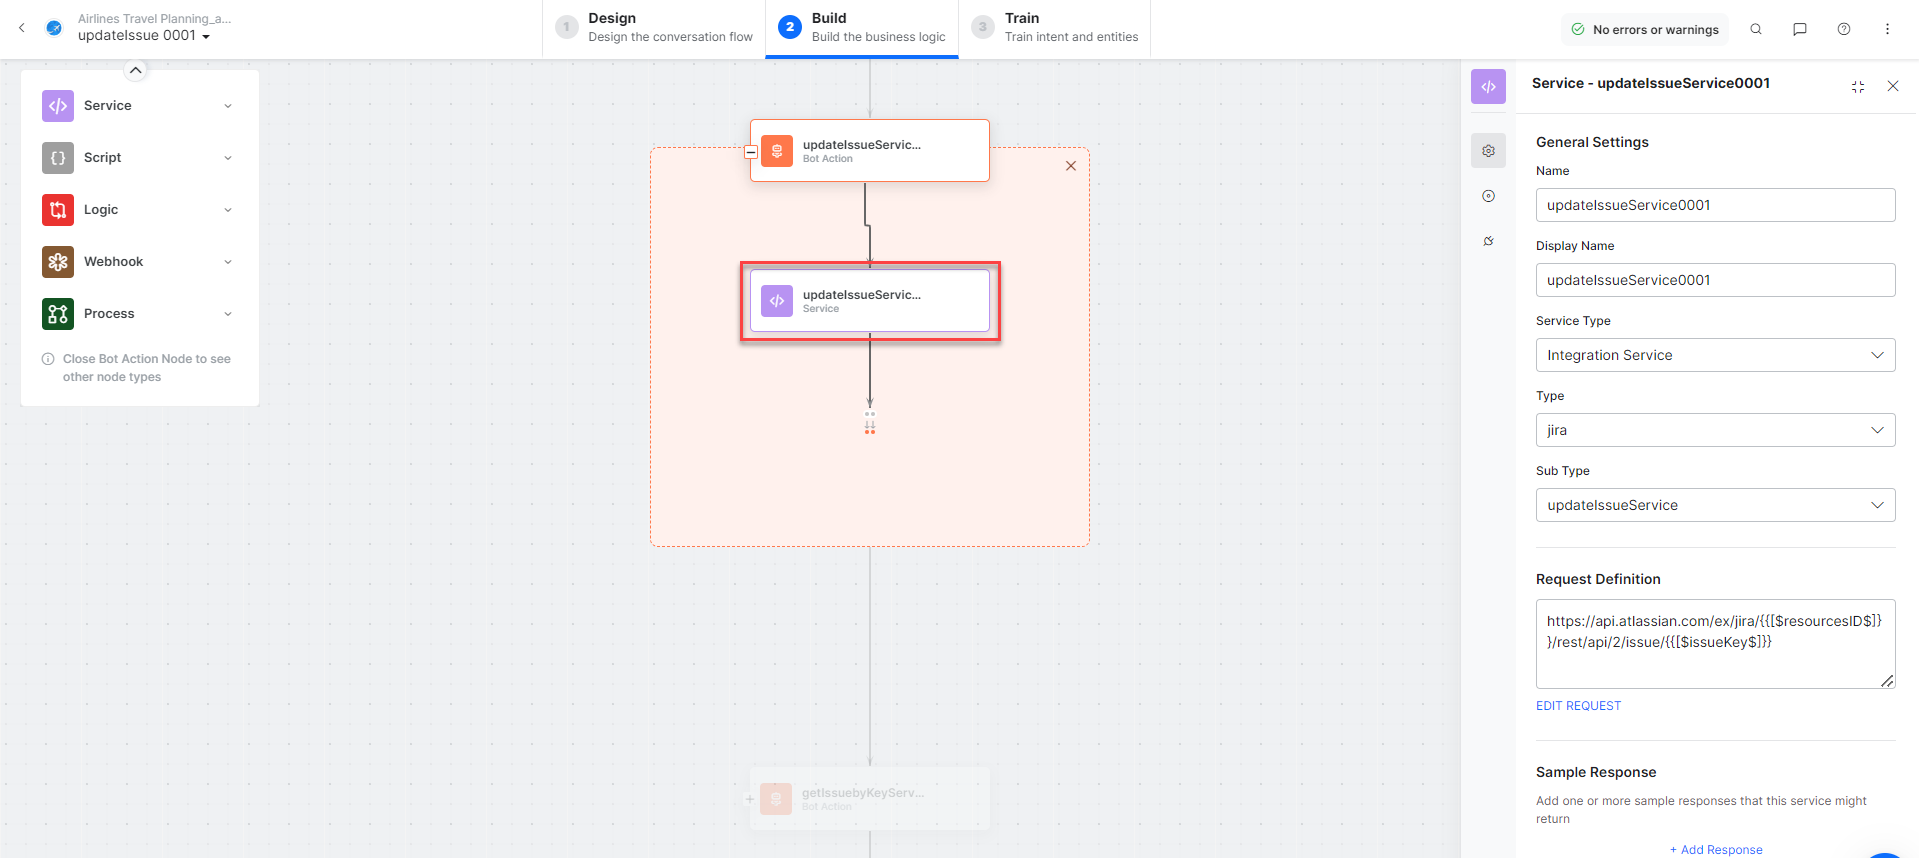 Airlines Travel Planning_a...
updateIssue 0001
1
Design
Design the conversation flow
2
Build
Build the business logic
3
Train
Train intent and entities
No errors or warnings
Service
Script
Logic
Webhook
Process
Close Bot Action Node to see
other node types
updateIssueServic...
Bot Action
updateIssueServic...
Service
getIssuebyKeyServ...
Bot Action
Service - updateIssueService0001
General Settings
Name
updateIssueService0001
Display Name
updateIssueService0001
Service Type
Integration Service
Type
jira
Sub Type
updateIssueService
Request Definition
https://api.atlassian.com/ex/jira/{{[$resourcesID$]}
}/rest/api/2/issue/{{[$issueKey$]}}
EDIT REQUEST
Sample Response
Add one or more sample responses that this service might
return
+ Add Response